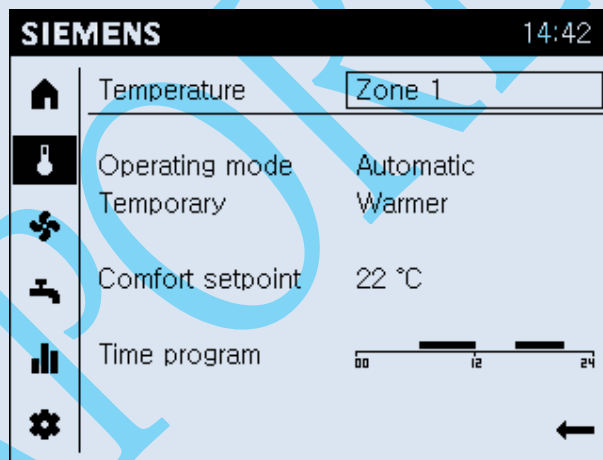 SIEMENS 14:42
Temperature Zone 1
Operating mode Automatic
Temporary Warmer
Comfort setpoint 22 °C
Time program
00 12 24